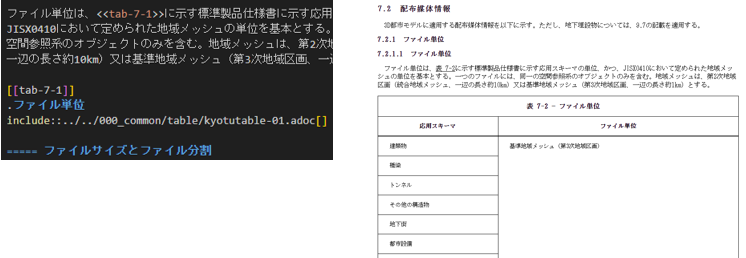 ファイル単位は、<<tab-7-1>>に示す標準製品仕様書に示す応用
JISX0410において定められた地域メッシュの単位を基本とする。
空間参照系のオブジェクトのみを含む。地域メッシュは、第2次地
一辺の長さ約10km）又は基準地域メッシュ（第3次地域区画、一辺
[[tab-7-1]]
.ファイル単位
include::../../000_common/table/kyotutable-01.adoc[]
===== ファイルサイズとファイル分割
7.2 配布媒体情報
3D都市モデルに適用する配布媒体情報を以下に示す。ただし、地下埋設物については、9.7の記載を適用する。
7.2.1 ファイル単位
7.2.1.1 ファイル単位
ファイル単位は、表 7-2に示す標準製品仕様書に示す応用スキーマの単位、かつ、JISX0410において定められた地域メッ
シュの単位を基本とする。一つのファイルには、同一の空間参照系のオブジェクトのみを含む。地域メッシュは、第2次地域
区画（統合地域メッシュ、一辺の長さ約10km）又は基準地域メッシュ（第3次地域区画、一辺の長さ約1km）とする。
表 7-2 − ファイル単位
応用スキーマ ファイル単位
建築物 基準地域メッシュ（第3次地域区画）
橋梁
トンネル
その他の構造物
地下街
都市設備